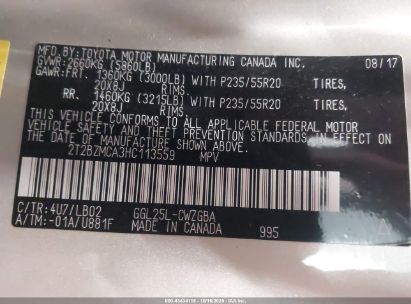 MFD.BY:TOYOTA MOTOR MANUFACTURING CANADA INC.
GVWR: 2660KG (5860LB) 08/17
GAWR:FRT. 1360KG (3000LB) WITH P235/55R20 TIRES,
20X8J RIMS,
RR. 1460KG (3215LB) WITH P235/55R20 TIRES,
20X8J RIMS,
THIS VEHICLE CONFORMS TO ALL APPLICABLE FEDERAL MOTOR
VEHICLE SAFETY, BUMPER, AND THEFT PREVENTION STANDARDS
IN EFFECT ON THE DATE OF MANUFACTURE SHOWN ABOVE.
2T2BZMCA3HC113559 MPV
C/TR:4U7/LB02 GGL25L-CWZGBA
A/TM:-01A/U881F 995